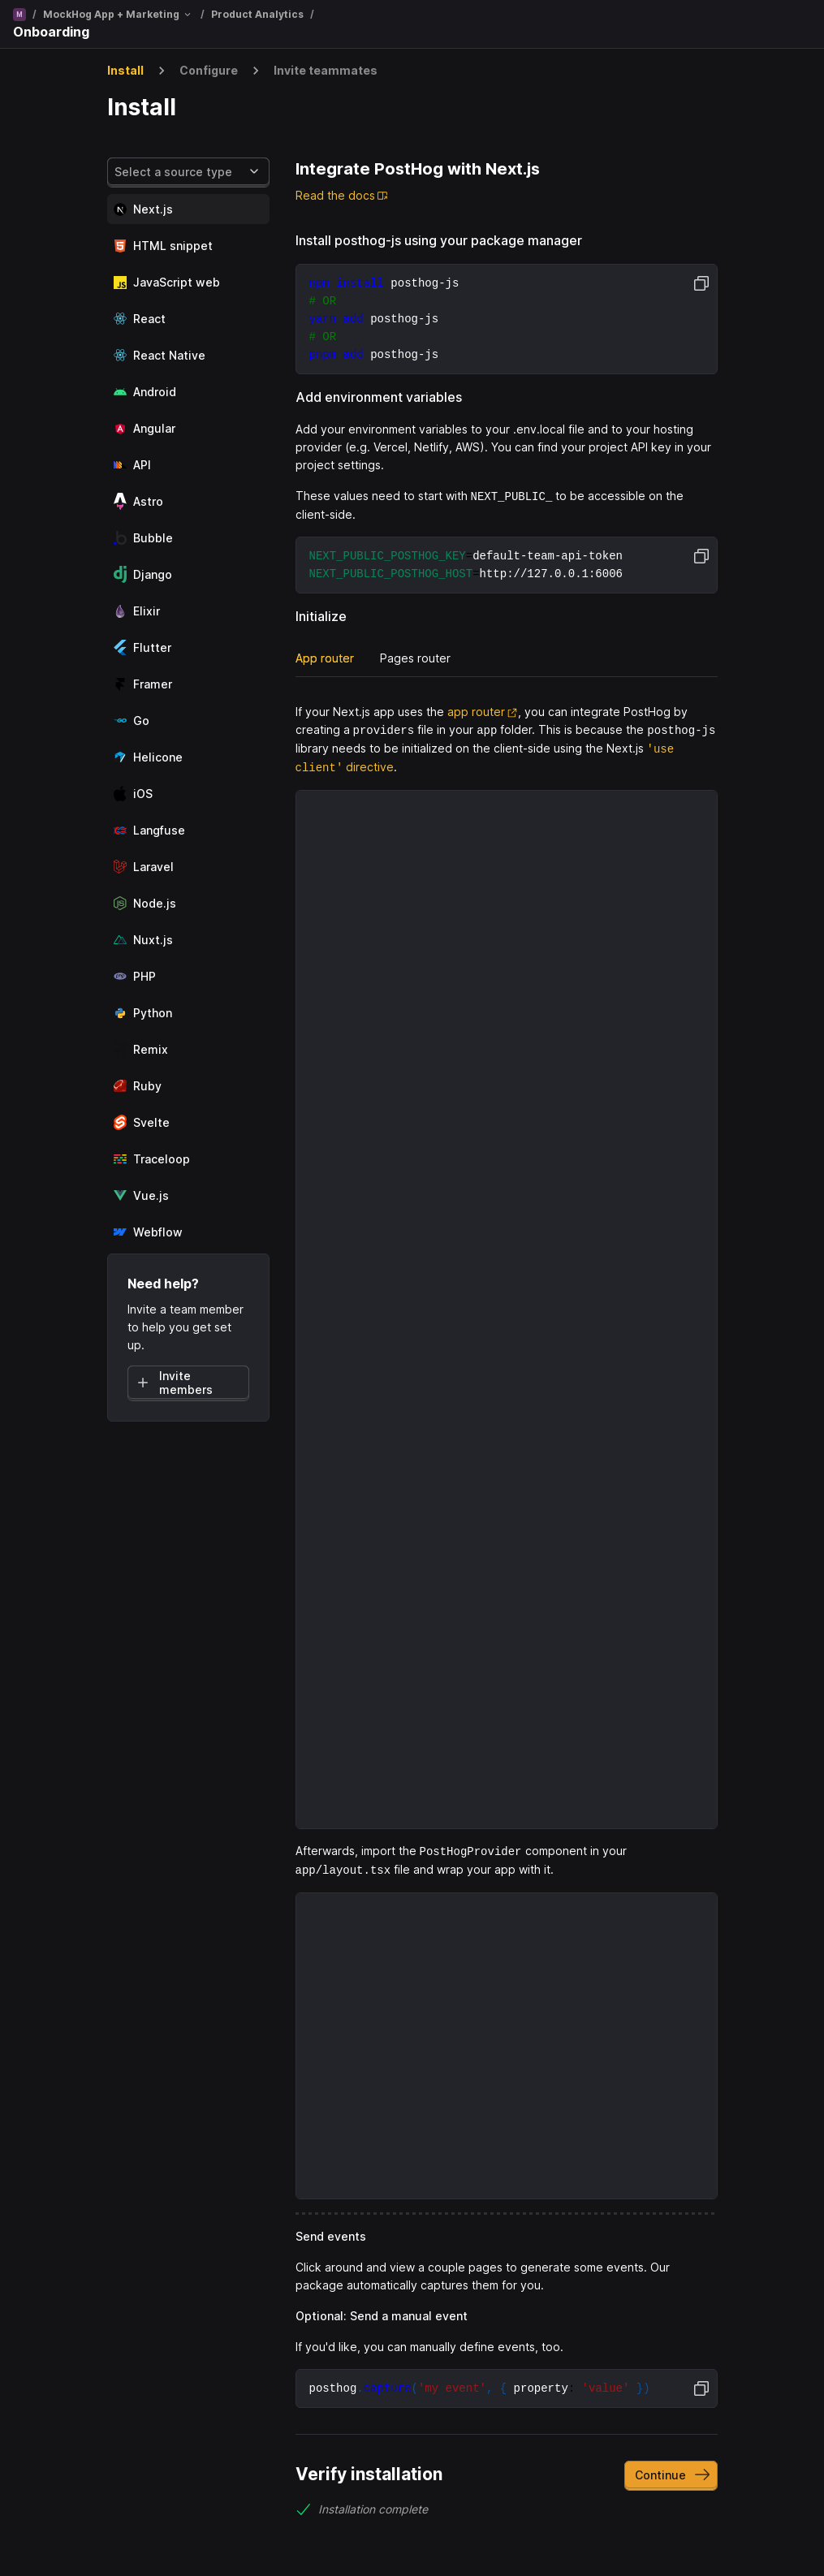 M / MockHog App + Marketing / Product Analytics /
Onboarding
Install > Configure > Invite teammates
Install
Select a source type
Next.js
HTML snippet
JavaScript web
React
React Native
Android
Angular
API
Astro
Bubble
Django
Elixir
Flutter
Framer
Go
Helicone
iOS
Langfuse
Laravel
Node.js
Nuxt.js
PHP
Python
Remix
Ruby
Svelte
Traceloop
Vue.js
Webflow
Need help?
Invite a team member
to help you get set
up.
Invite
members
Integrate PostHog with Next.js
Read the docs
Install posthog-js using your package manager
npm install posthog-js
# OR
yarn add posthog-js
# OR
pnpm add posthog-js
Add environment variables
Add your environment variables to your .env.local file and to your hosting
provider (e.g. Vercel, Netlify, AWS). You can find your project API key in your
project settings.
These values need to start with NEXT_PUBLIC_ to be accessible on the
client-side.
NEXT_PUBLIC_POSTHOG_KEY=default-team-api-token
NEXT_PUBLIC_POSTHOG_HOST=http://127.0.0.1:6006
Initialize
App router Pages router
If your Next.js app uses the app router, you can integrate PostHog by
creating a providers file in your app folder. This is because the posthog-js
library needs to be initialized on the client-side using the Next.js 'use
client' directive.
Afterwards, import the PostHogProvider component in your
app/layout.tsx file and wrap your app with it.
Send events
Click around and view a couple pages to generate some events. Our
package automatically captures them for you.
Optional: Send a manual event
If you'd like, you can manually define events, too.
posthog.capture('my event', { property: 'value' })
Verify installation
Continue
Installation complete